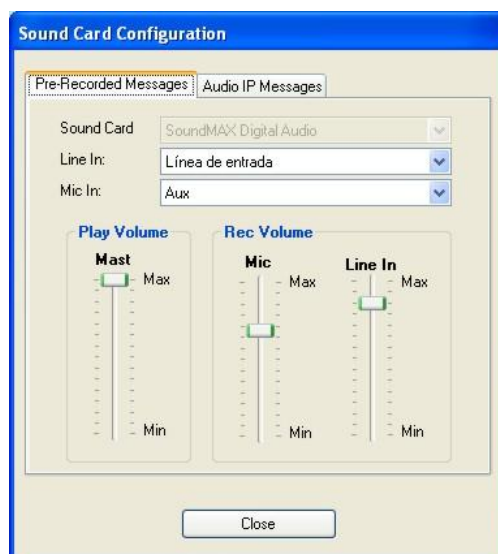 Sound Card Configuration
Pre-Recorded Messages Audio IP Messages
Sound Card SoundMAX Digital Audio
Line In: Línea de entrada
Mic In: Aux
Play Volume Rec Volume
Mast Mic Line In
Max Max Max
Min Min Min
Close